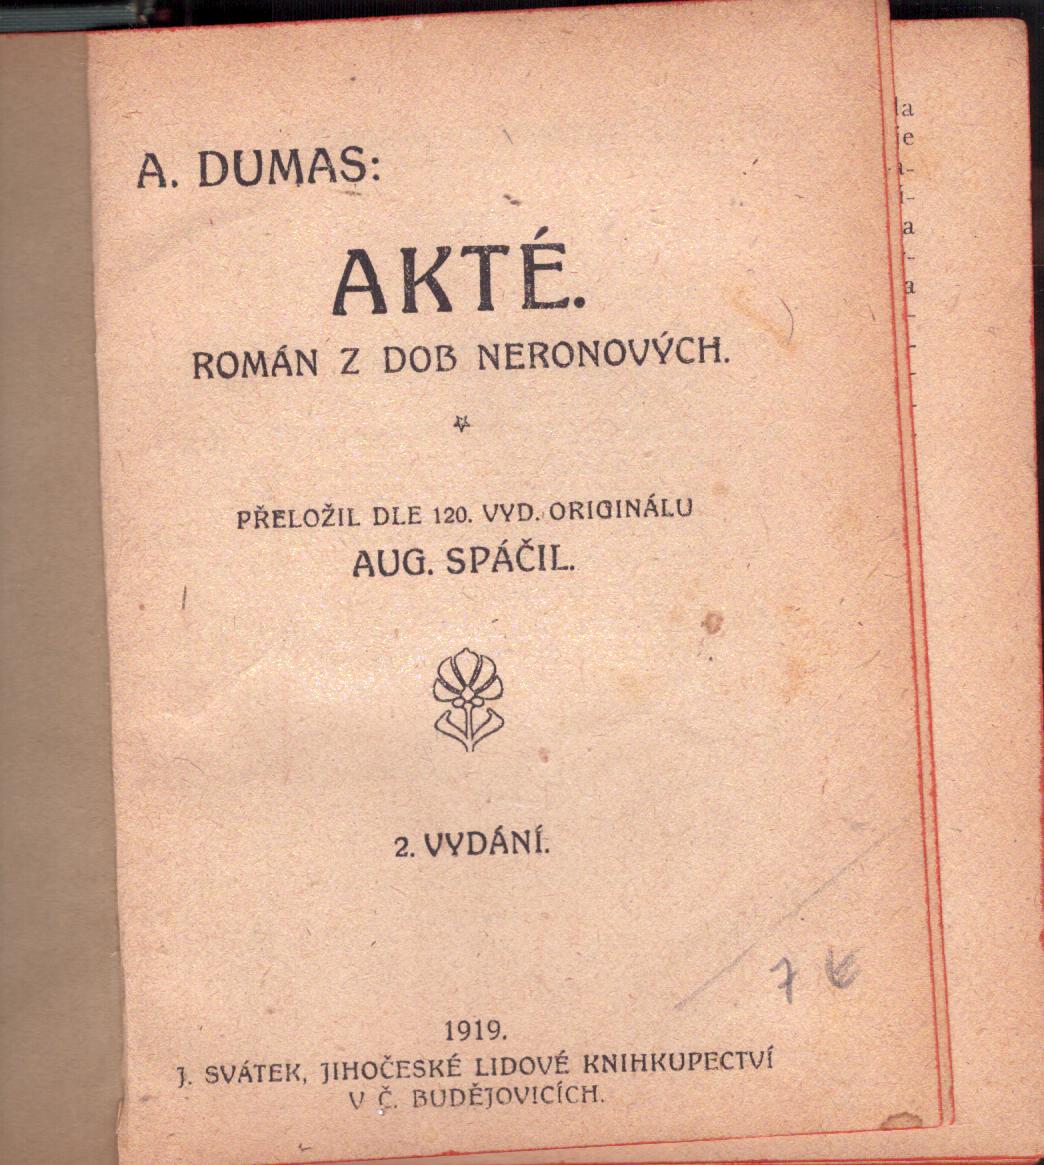 A. DUMAS:
AKTÉ.
ROMÁN Z DOB NERONOVÝCH.
PŘELOŽIL DLE 120. VYD. ORIGINÁLU
AUG. SPÁČIL.
2. VYDÁNÍ.
7 K
1919.
J. SVÁTEK, JIHOČESKÉ LIDOVÉ KNIHKUPECTVÍ
V Č. BUDĚJOVICÍCH.